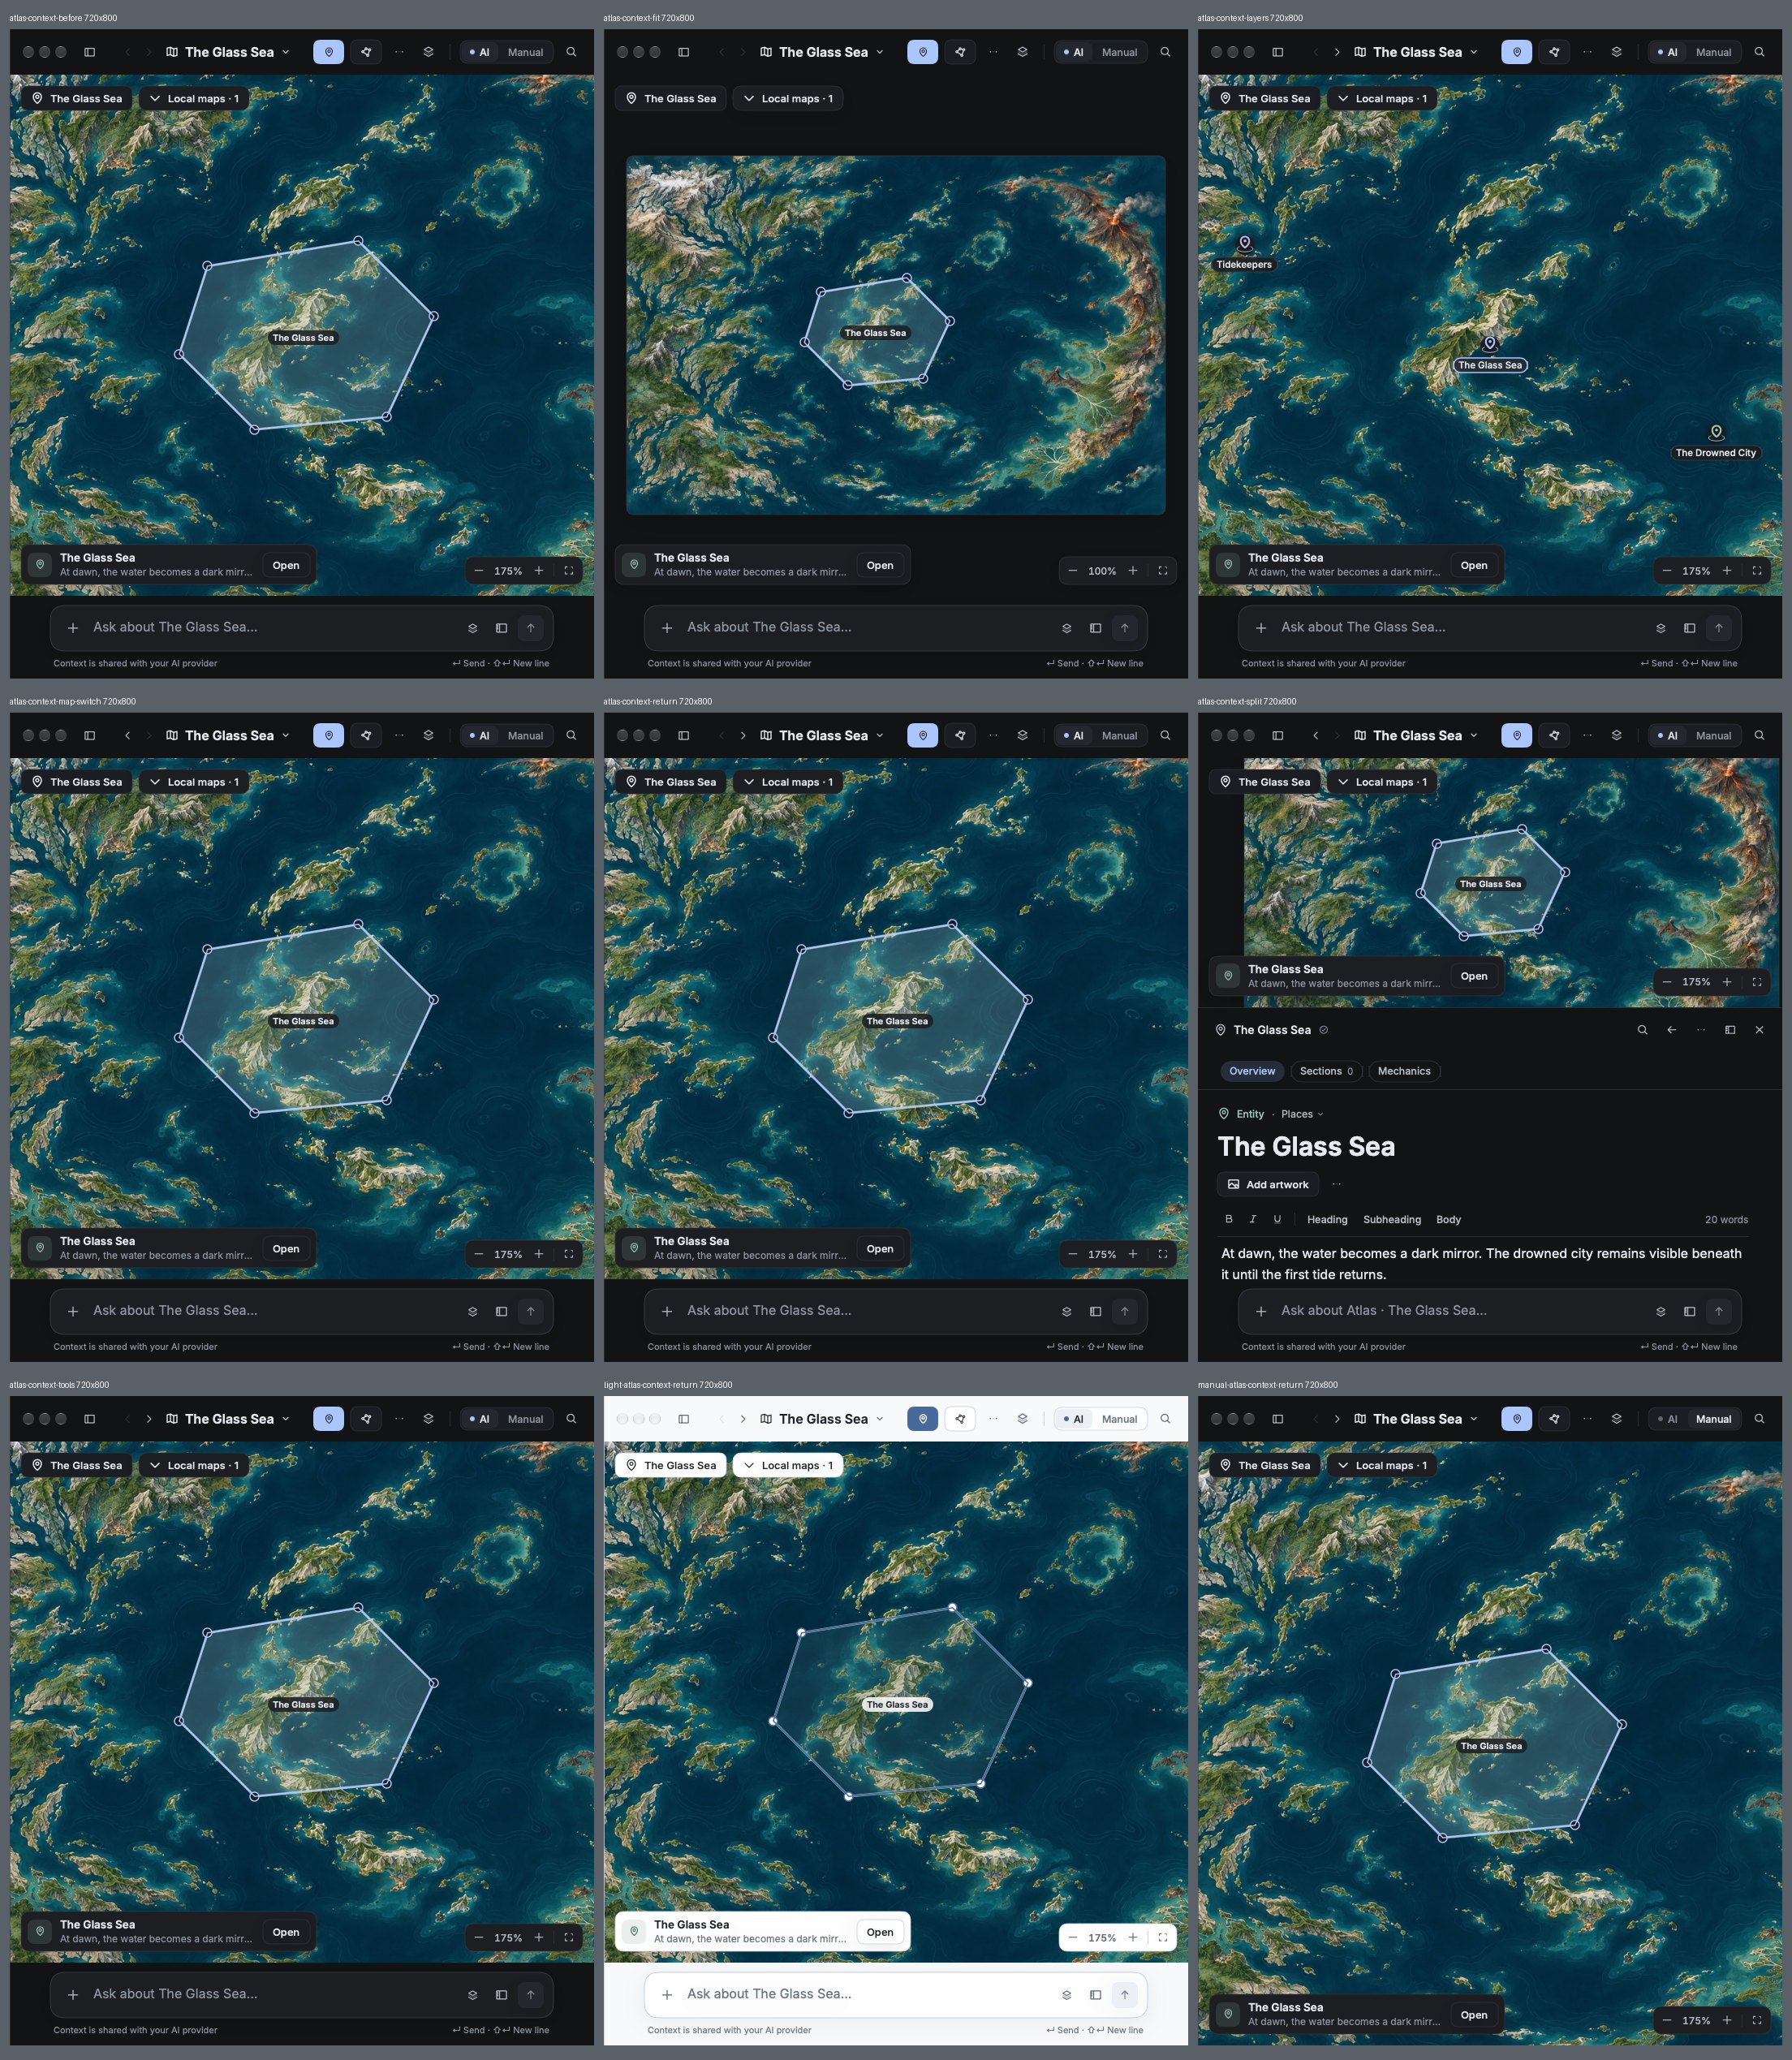 atlas-context-before 720x800
The Glass Sea
AI Manual
The Glass Sea
Local maps · 1
The Glass Sea
The Glass Sea
At dawn, the water becomes a dark mirr...
Open
175%
Ask about The Glass Sea...
Context is shared with your AI provider
Send · New line
atlas-context-fit 720x800
The Glass Sea
AI Manual
The Glass Sea
Local maps · 1
The Glass Sea
The Glass Sea
At dawn, the water becomes a dark mirr...
Open
100%
Ask about The Glass Sea...
Context is shared with your AI provider
Send · New line
atlas-context-layers 720x800
The Glass Sea
AI Manual
The Glass Sea
Local maps · 1
Tidekeepers
The Glass Sea
The Drowned City
The Glass Sea
At dawn, the water becomes a dark mirr...
Open
175%
Ask about The Glass Sea...
Context is shared with your AI provider
Send · New line
atlas-context-map-switch 720x800
The Glass Sea
AI Manual
The Glass Sea
Local maps · 1
The Glass Sea
The Glass Sea
At dawn, the water becomes a dark mirr...
Open
175%
Ask about The Glass Sea...
Context is shared with your AI provider
Send · New line
atlas-context-return 720x800
The Glass Sea
AI Manual
The Glass Sea
Local maps · 1
The Glass Sea
The Glass Sea
At dawn, the water becomes a dark mirr...
Open
175%
Ask about The Glass Sea...
Context is shared with your AI provider
Send · New line
atlas-context-split 720x800
The Glass Sea
AI Manual
The Glass Sea
Local maps · 1
The Glass Sea
The Glass Sea
At dawn, the water becomes a dark mirr...
Open
175%
The Glass Sea
Overview
Sections 0
Mechanics
Entity · Places
The Glass Sea
Add artwork
B I U Heading Subheading Body 20 words
At dawn, the water becomes a dark mirror. The drowned city remains visible beneath
it until the first tide returns.
Ask about Atlas · The Glass Sea...
Context is shared with your AI provider
Send · New line
atlas-context-tools 720x800
The Glass Sea
AI Manual
The Glass Sea
Local maps · 1
The Glass Sea
The Glass Sea
At dawn, the water becomes a dark mirr...
Open
175%
Ask about The Glass Sea...
Context is shared with your AI provider
Send · New line
light-atlas-context-return 720x800
The Glass Sea
AI Manual
The Glass Sea
Local maps · 1
The Glass Sea
The Glass Sea
At dawn, the water becomes a dark mirr...
Open
175%
Ask about The Glass Sea...
Context is shared with your AI provider
Send · New line
manual-atlas-context-return 720x800
The Glass Sea
AI Manual
The Glass Sea
Local maps · 1
The Glass Sea
The Glass Sea
At dawn, the water becomes a dark mirr...
Open
175%